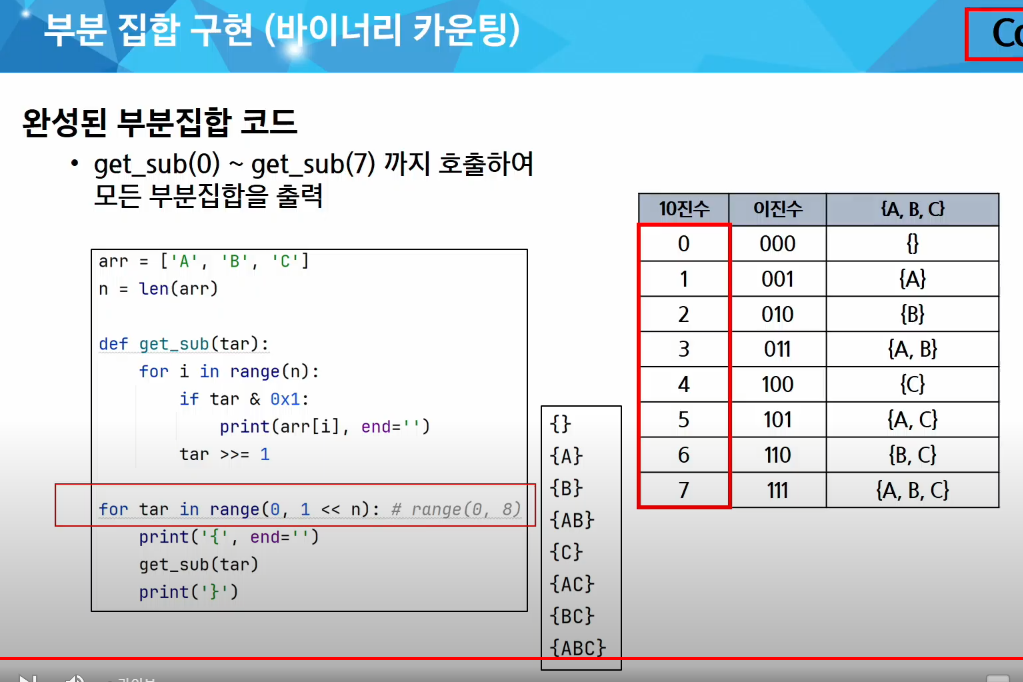 부분 집합 구현 (바이너리 카운팅)
완성된 부분집합 코드
• get_sub(0) ~ get_sub(7) 까지 호출하여
모든 부분집합을 출력
arr = ['A', 'B', 'C']
n = len(arr)
def get_sub(tar):
for i in range(n):
if tar & 0x1:
print(arr[i], end='')
tar >>= 1
for tar in range(0, 1 << n): # range(0, 8)
print('{', end='')
get_sub(tar)
print('}')
{}
{A}
{B}
{AB}
{C}
{AC}
{BC}
{ABC}
10진수 이진수 {A, B, C}
0 000 {}
1 001 {A}
2 010 {B}
3 011 {A, B}
4 100 {C}
5 101 {A, C}
6 110 {B, C}
7 111 {A, B, C}